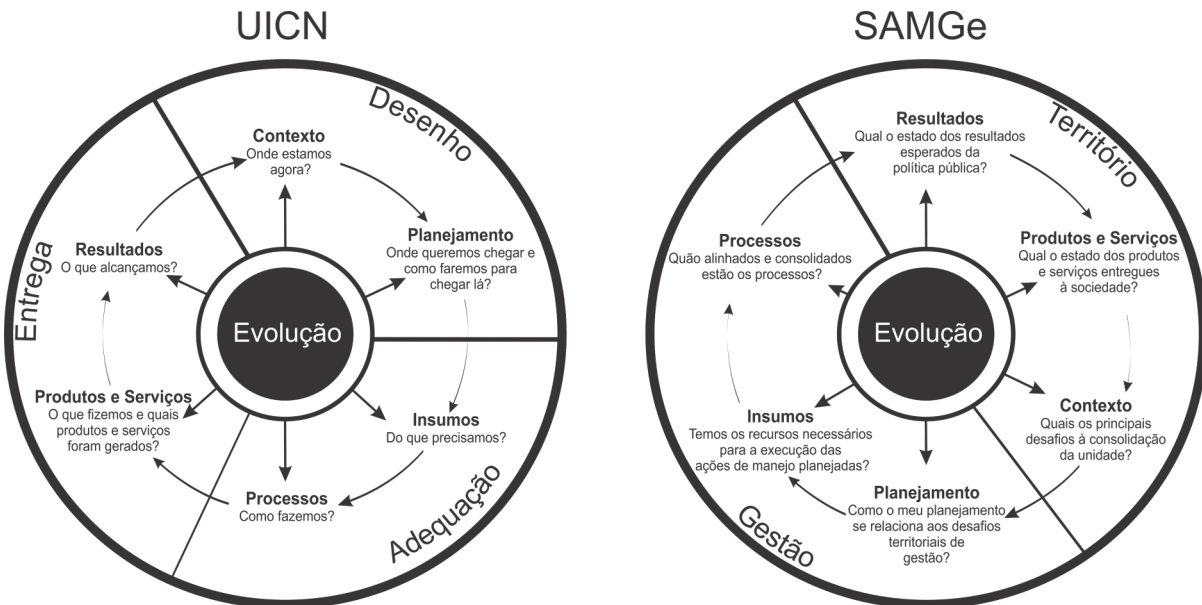 UICN
Desenho
Contexto
Onde estamos
agora?
Planejamento
Onde queremos chegar e
como faremos para
chegar lá?
Entrega
Resultados
O que alcançamos?
Evolução
Produtos e Serviços
O que fizemos e quais
produtos e serviços
foram gerados?
Insumos
Do que precisamos?
Processos
Como fazemos?
Adequação
SAMGe
Território
Resultados
Qual o estado dos resultados
esperados da
política pública?
Produtos e Serviços
Qual o estado dos produtos
e serviços entregues
à sociedade?
Processos
Quão alinhados e consolidados
estão os processos?
Evolução
Contexto
Quais os principais
desafios à consolidação
da unidade?
Insumos
Temos os recursos necessários
para a execução das
ações de manejo planejadas?
Planejamento
Como o meu planejamento
se relaciona aos desafios
territoriais de
gestão?
Gestão